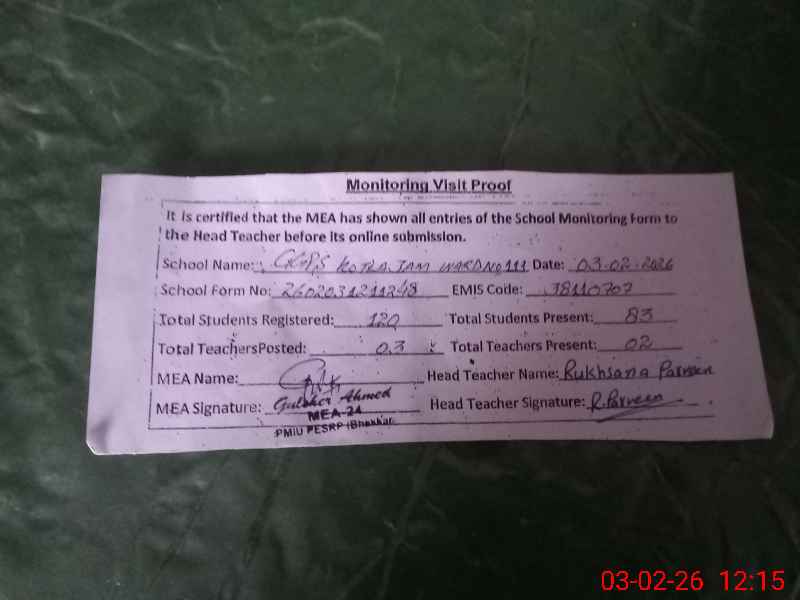 Monitoring Visit Proof
It is certified that the MEA has shown all entries of the School Monitoring Form to
the Head Teacher before its online submission.
School Name: GGPS KOTLA JAM WARD NO 111 Date: 03-02-2026
School Form No: 2602031211248 EMIS Code: 38110707
Total Students Registered: 120 Total Students Present: 83
Total TeachersPosted: 03 Total Teachers Present: 02
MEA Name: Head Teacher Name: Rukhsana Parveen
MEA Signature: Gulsher Ahmed Head Teacher Signature: R.Parveen
MEA-24
PMIU PESRP (Bhakkar
03-02-26 12:15